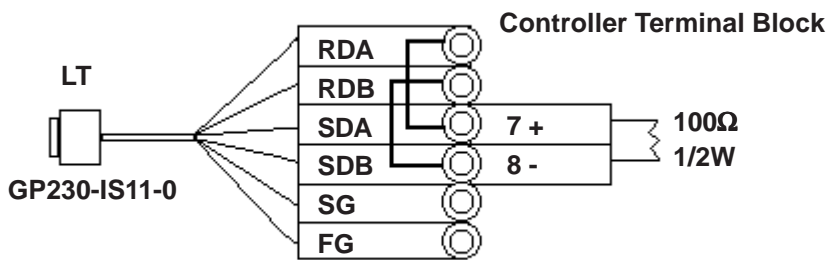 Controller Terminal Block
LT
GP230-IS11-0
RDA
RDB
SDA 7 +
SDB 8 -
SG
FG
100Ω
1/2W